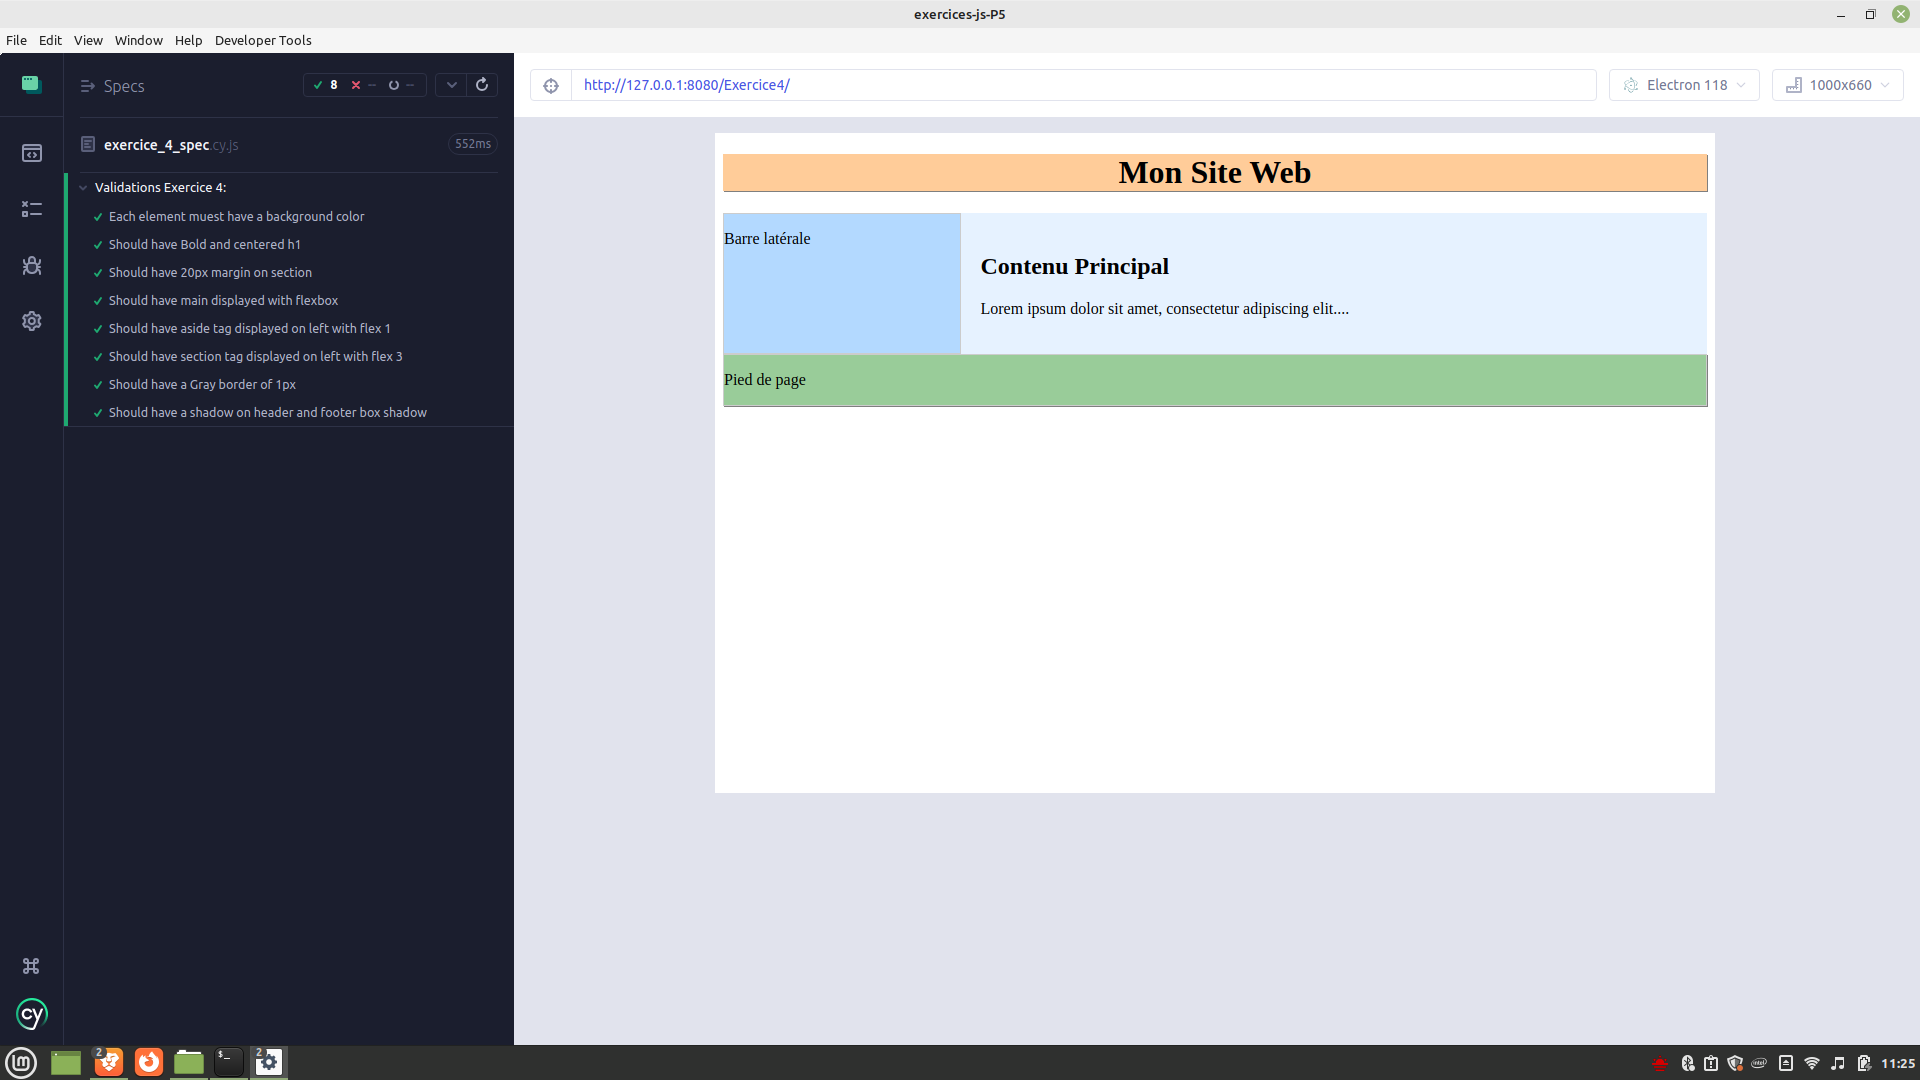 exercices-js-P5
File Edit View Window Help Developer Tools
Specs
8 -- --
http://127.0.0.1:8080/Exercice4/
Electron 118
1000x660
exercice_4_spec.cy.js
552ms
Validations Exercice 4:
Each element muest have a background color
Should have Bold and centered h1
Should have 20px margin on section
Should have main displayed with flexbox
Should have aside tag displayed on left with flex 1
Should have section tag displayed on left with flex 3
Should have a Gray border of 1px
Should have a shadow on header and footer box shadow
Mon Site Web
Barre latérale
Contenu Principal
Lorem ipsum dolor sit amet, consectetur adipiscing elit....
Pied de page
cy
lm
2
$_
2
intel
11:25